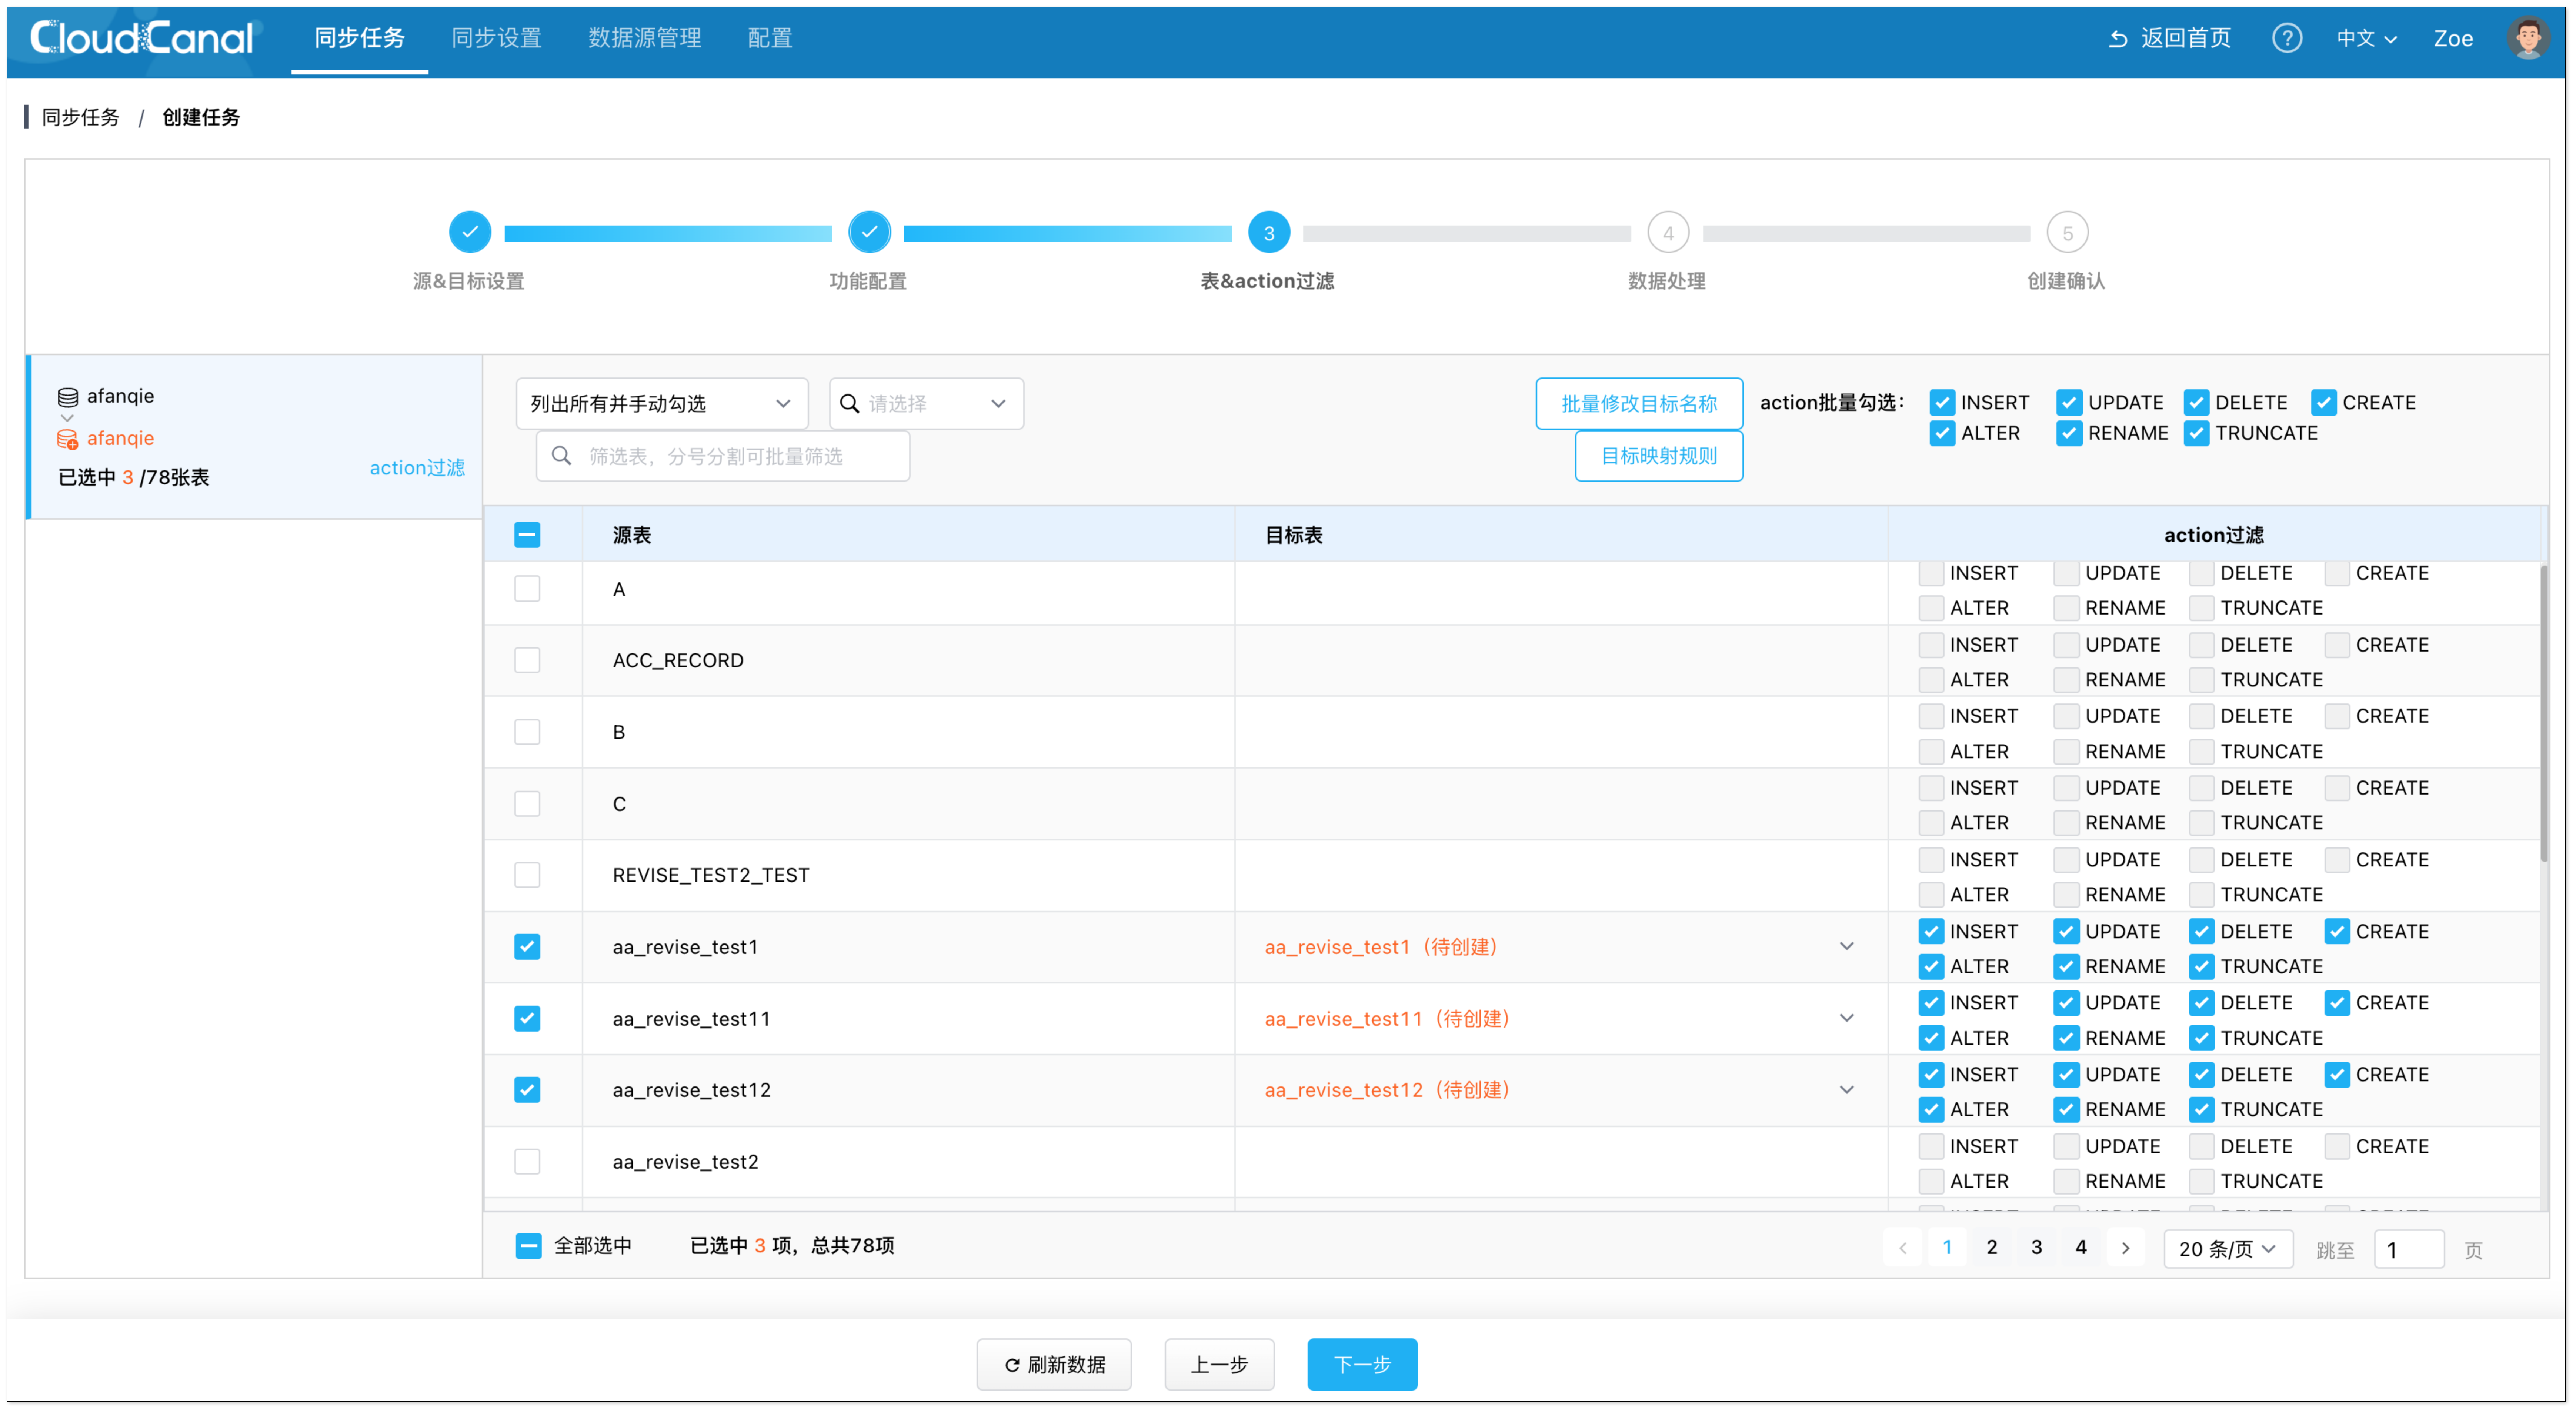 CloudCanal 同步任务 同步设置 数据源管理 配置 返回首页 ? 中文 Zoe
同步任务 / 创建任务
3 4 5
源&目标设置 功能配置 表&action过滤 数据处理 创建确认
afanqie
afanqie
已选中 3 /78张表 action过滤
列出所有并手动勾选 请选择 批量修改目标名称 action批量勾选： INSERT UPDATE DELETE CREATE
ALTER RENAME TRUNCATE
筛选表，分号分割可批量筛选 目标映射规则
源表 目标表 action过滤
A INSERT UPDATE DELETE CREATE
ALTER RENAME TRUNCATE
ACC_RECORD INSERT UPDATE DELETE CREATE
ALTER RENAME TRUNCATE
B INSERT UPDATE DELETE CREATE
ALTER RENAME TRUNCATE
C INSERT UPDATE DELETE CREATE
ALTER RENAME TRUNCATE
REVISE_TEST2_TEST INSERT UPDATE DELETE CREATE
ALTER RENAME TRUNCATE
aa_revise_test1 aa_revise_test1（待创建） INSERT UPDATE DELETE CREATE
ALTER RENAME TRUNCATE
aa_revise_test11 aa_revise_test11（待创建） INSERT UPDATE DELETE CREATE
ALTER RENAME TRUNCATE
aa_revise_test12 aa_revise_test12（待创建） INSERT UPDATE DELETE CREATE
ALTER RENAME TRUNCATE
aa_revise_test2 INSERT UPDATE DELETE CREATE
ALTER RENAME TRUNCATE
全部选中 已选中 3 项，总共78项 < 1 2 3 4 > 20 条/页 跳至 1 页
刷新数据 上一步 下一步